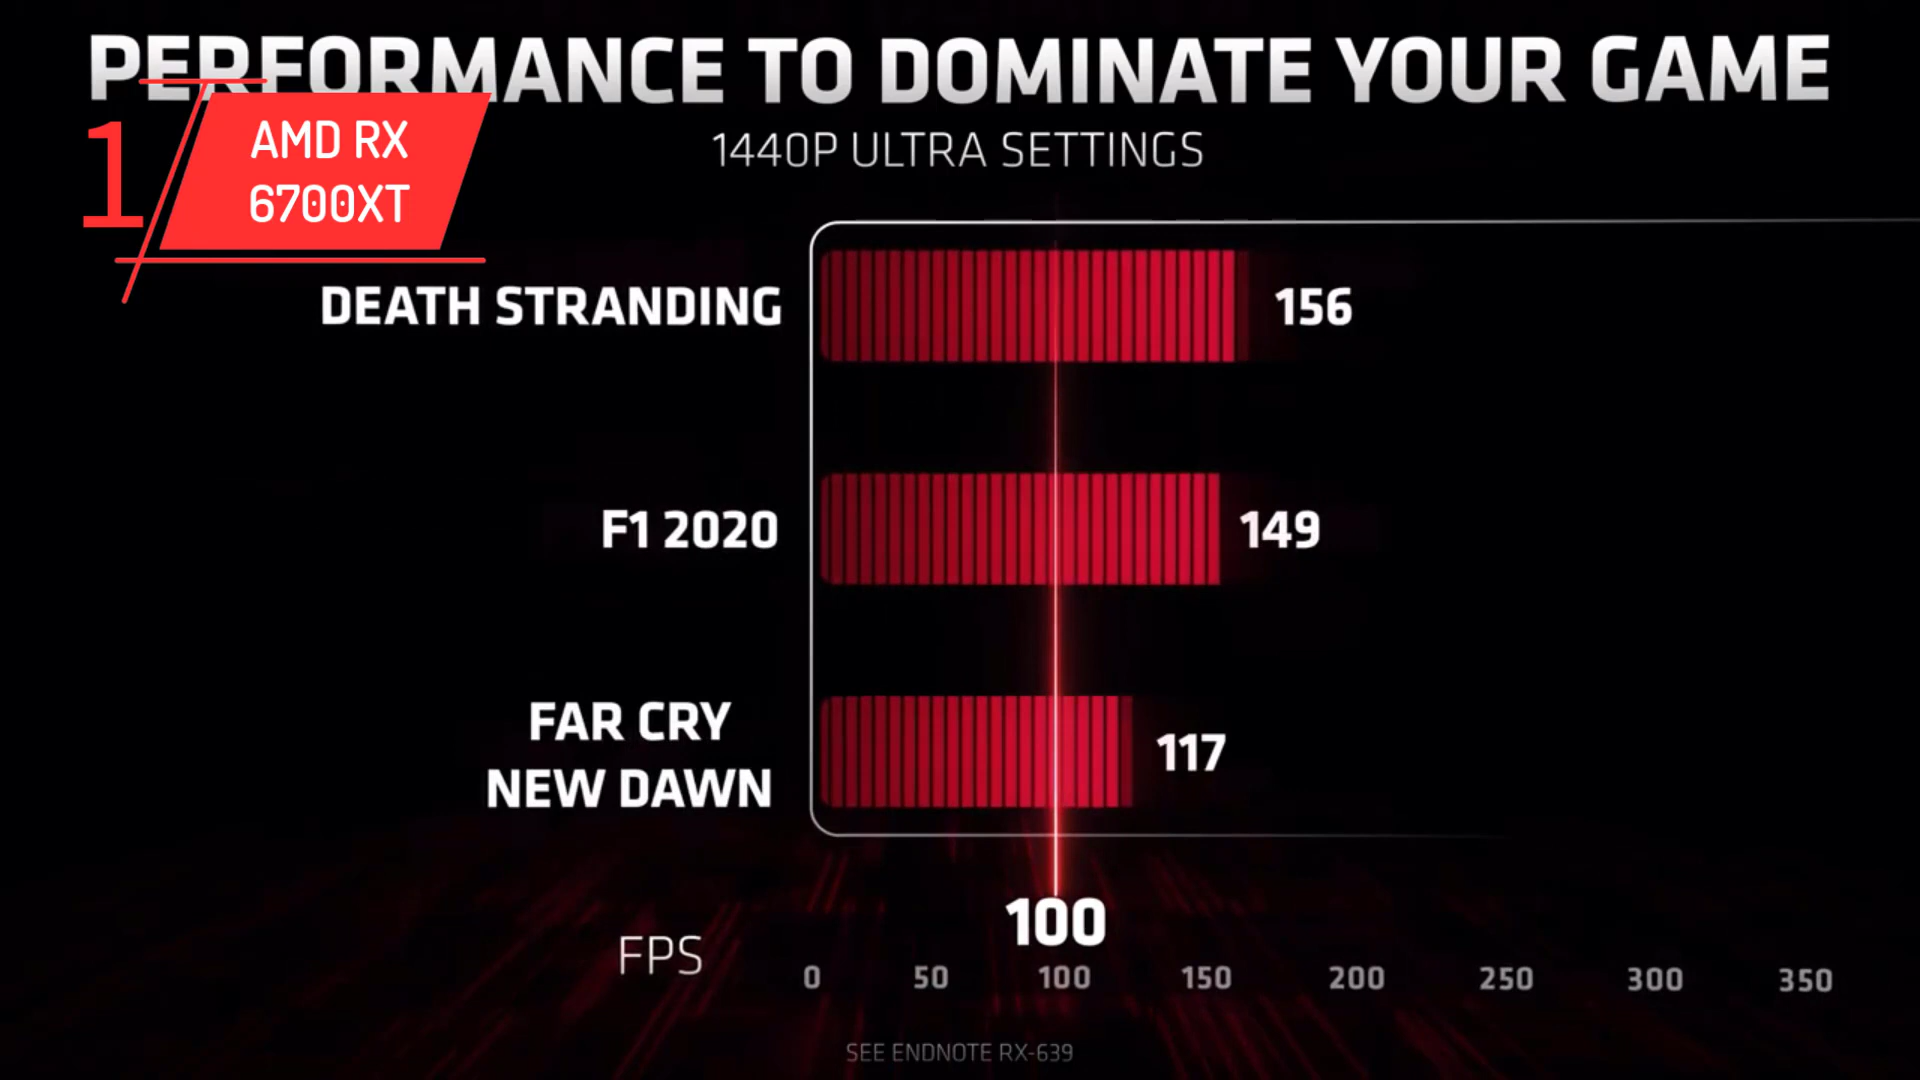 PERFORMANCE TO DOMINATE YOUR GAME
1440P ULTRA SETTINGS
1
AMD RX
6700XT
DEATH STRANDING
156
F1 2020
149
FAR CRY
NEW DAWN
117
100
FPS
0 50 100 150 200 250 300 350
SEE ENDNOTE RX-639